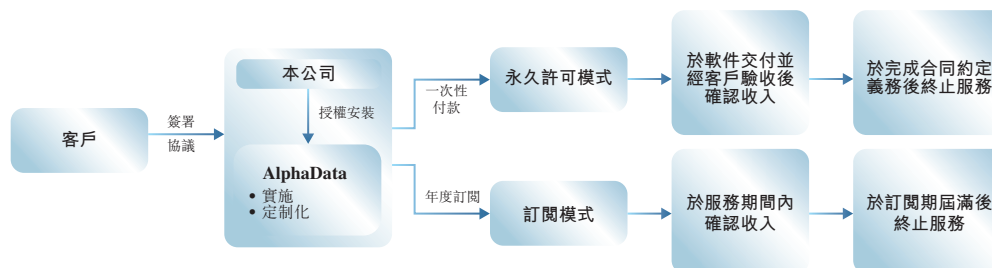 客戶
簽署
協議
本公司
授權安裝
AlphaData
• 實施
• 定制化
一次性
付款
永久許可模式
於軟件交付並
經客戶驗收後
確認收入
於完成合同約定
義務後終止服務
年度訂閱
訂閱模式
於服務期間內
確認收入
於訂閱期屆滿後
終止服務